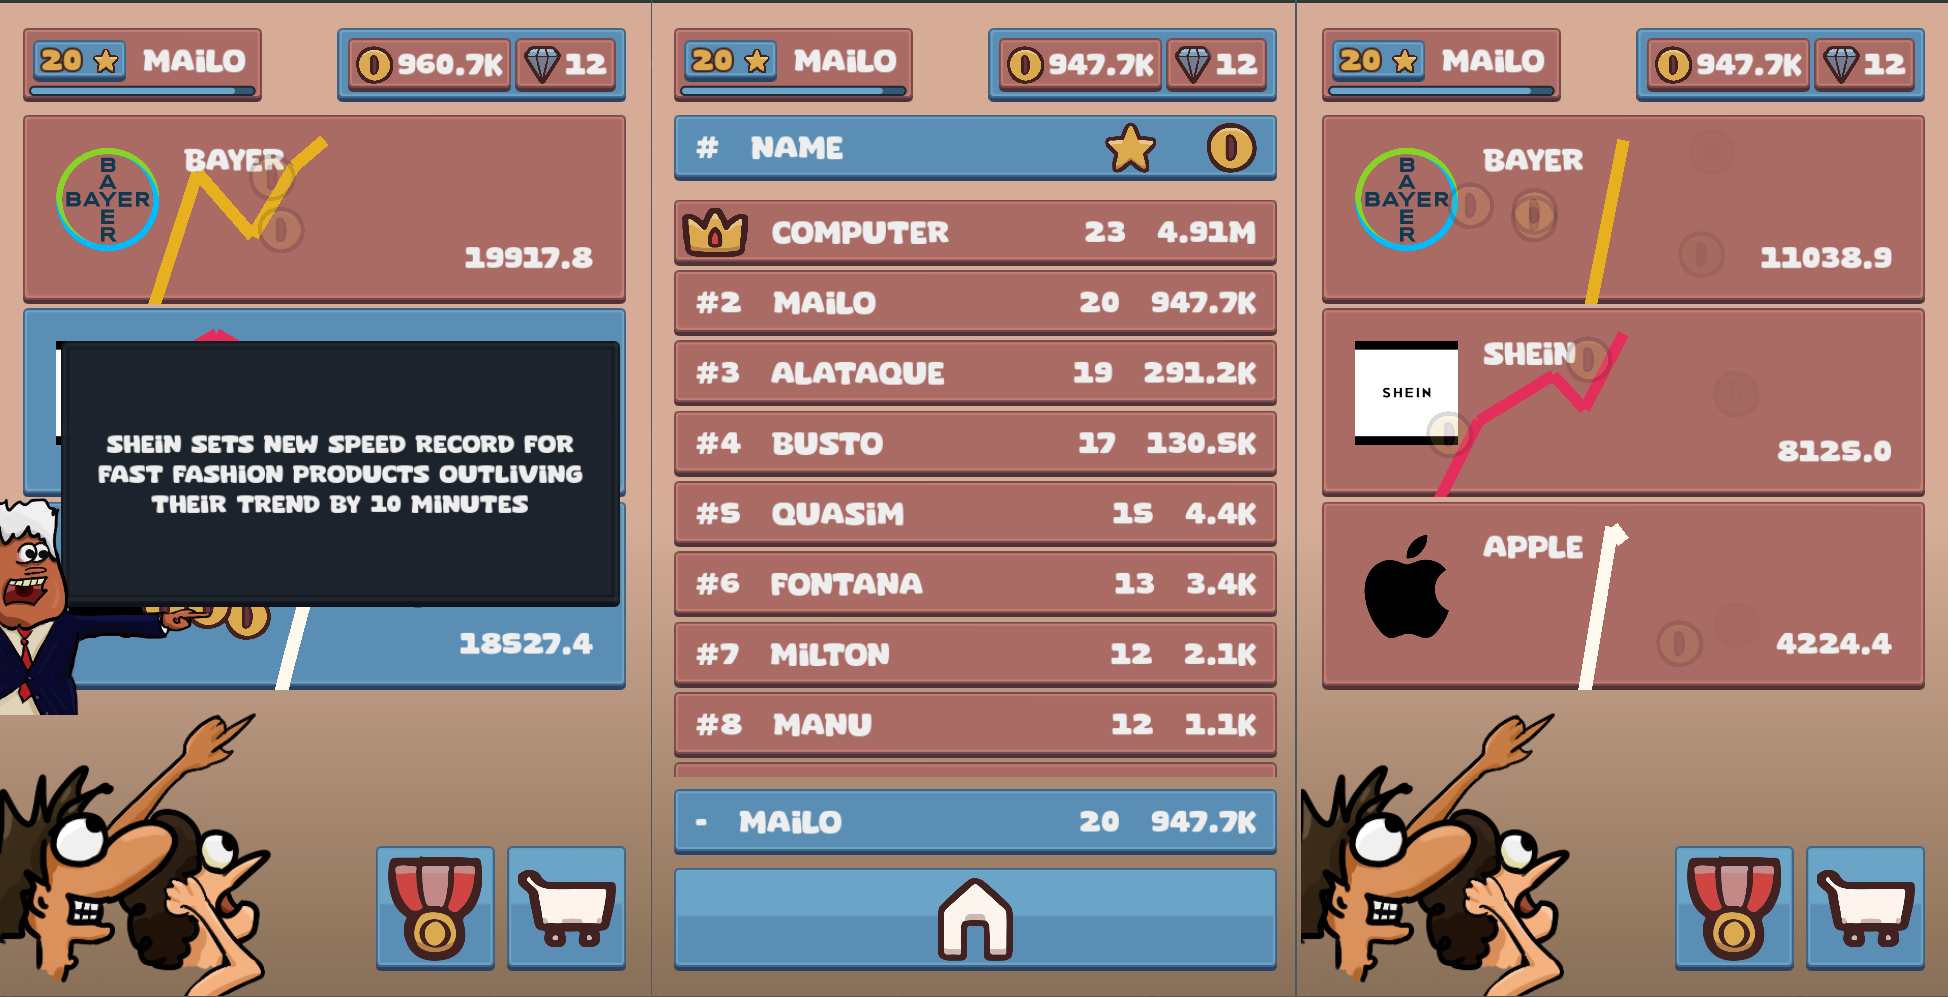 20 MAiLO
960.7K 12
BAYER
BAYER
BAYER
19917.8
SHEiN SETS NEW SPEED RECORD FOR
FAST FASHION PRODUCTS OUTLiViNG
THEiR TREND BY 10 MiNUTES
18527.4
20 MAiLO
947.7K 12
# NAME
COMPUTER 23 4.91M
#2 MAiLO 20 947.7K
#3 ALATAQUE 19 291.2K
#4 BUSTO 17 130.5K
#5 QUASiM 15 4.4K
#6 FONTANA 13 3.4K
#7 MiLTON 12 2.1K
#8 MANU 12 1.1K
- MAiLO 20 947.7K
20 MAiLO
947.7K 12
BAYER
BAYER
BAYER
11038.9
SHEIN
SHEiN
8125.0
APPLE
4224.4